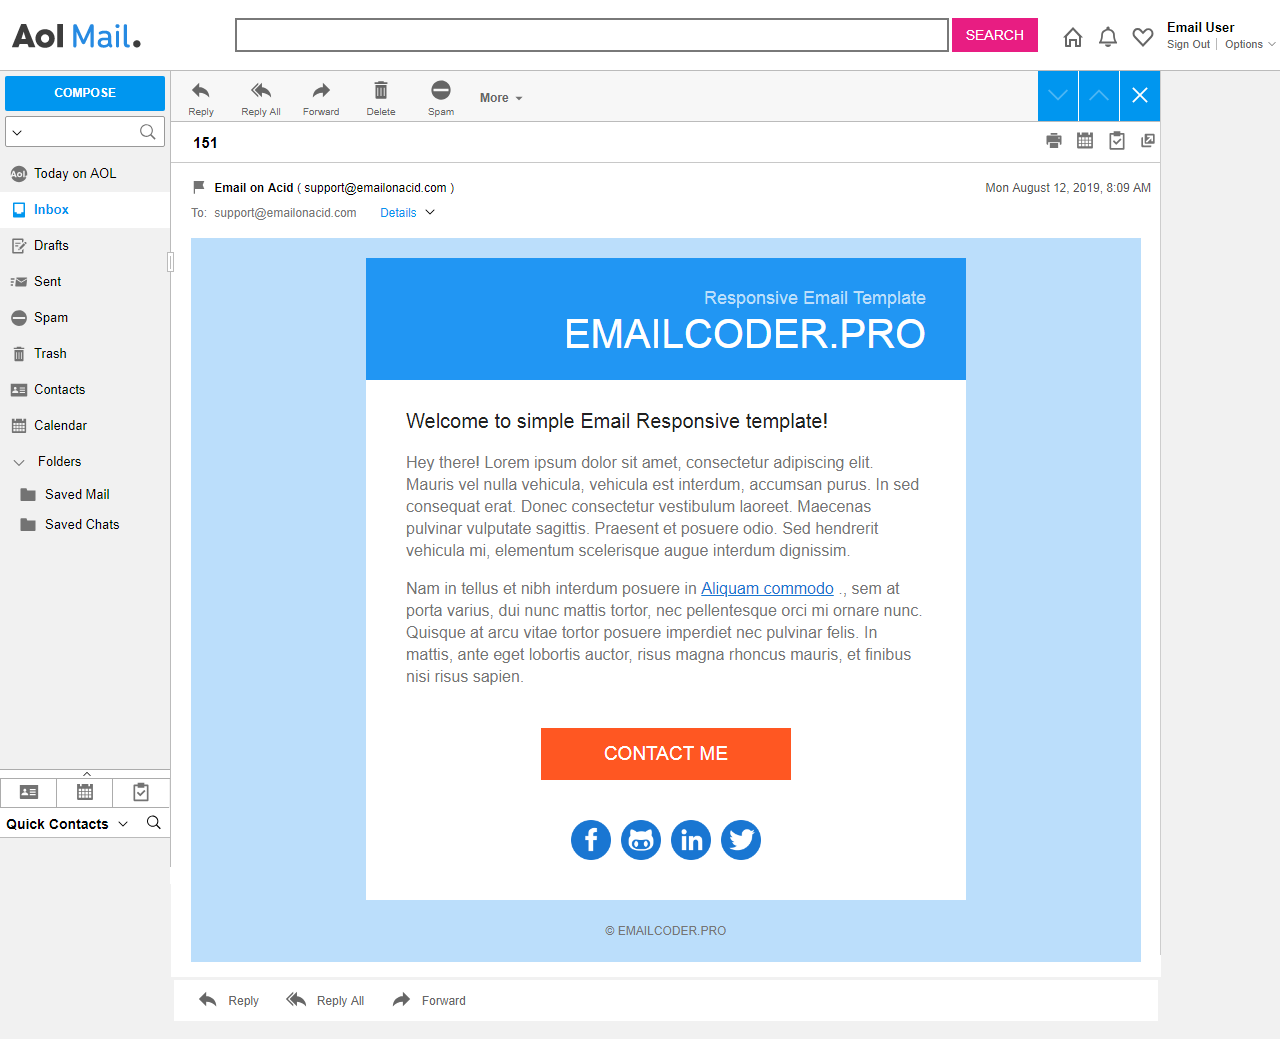 Aol Mail.
SEARCH
Email User
Sign Out | Options
COMPOSE
Reply
Reply All
Forward
Delete
Spam
More
151
Aol.
Today on AOL
Inbox
Drafts
Sent
Spam
Trash
Contacts
Calendar
Folders
Saved Mail
Saved Chats
Quick Contacts
Email on Acid ( support@emailonacid.com )
Mon August 12, 2019, 8:09 AM
To: support@emailonacid.com Details
Responsive Email Template
EMAILCODER.PRO
Welcome to simple Email Responsive template!
Hey there! Lorem ipsum dolor sit amet, consectetur adipiscing elit.
Mauris vel nulla vehicula, vehicula est interdum, accumsan purus. In sed
consequat erat. Donec consectetur vestibulum laoreet. Maecenas
pulvinar vulputate sagittis. Praesent et posuere odio. Sed hendrerit
vehicula mi, elementum scelerisque augue interdum dignissim.
Nam in tellus et nibh interdum posuere in Aliquam commodo ., sem at
porta varius, dui nunc mattis tortor, nec pellentesque orci mi ornare nunc.
Quisque at arcu vitae tortor posuere imperdiet nec pulvinar felis. In
mattis, ante eget lobortis auctor, risus magna rhoncus mauris, et finibus
nisi risus sapien.
CONTACT ME
f in
© EMAILCODER.PRO
Reply
Reply All
Forward